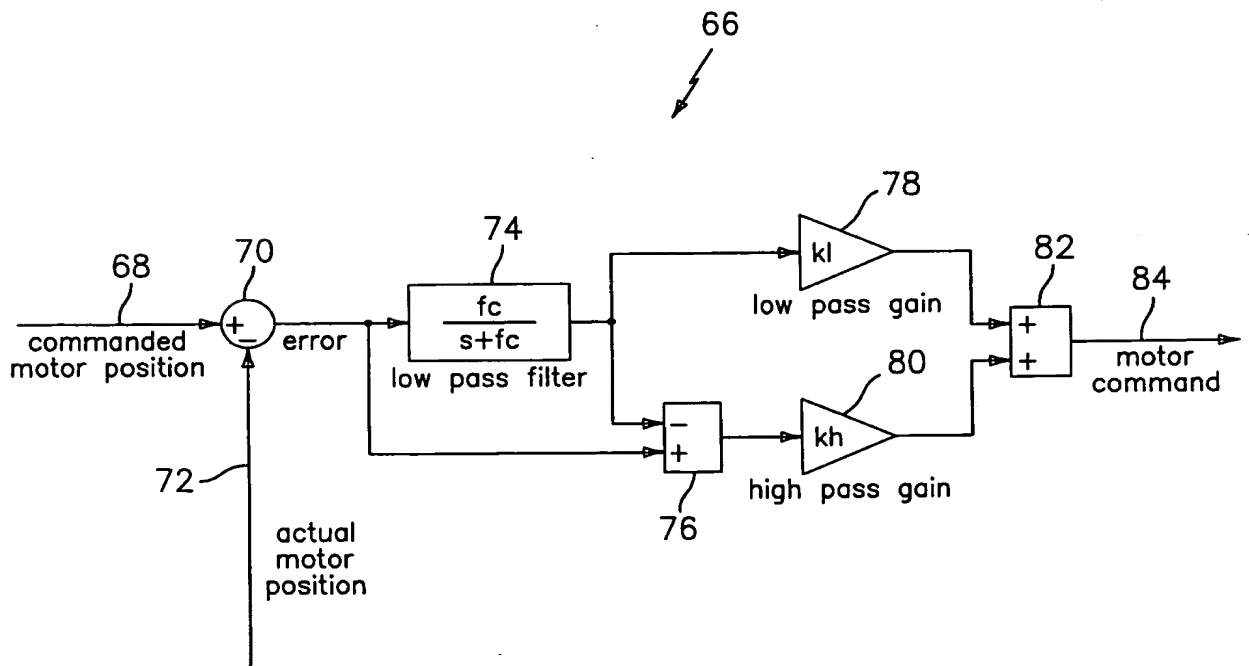 66
78
kl
low pass gain
74
fc
s+fc
low pass filter
70
68
+
−
commanded
motor position
error
82
+
+
84
motor
command
80
kh
high pass gain
−
+
76
72
actual
motor
position